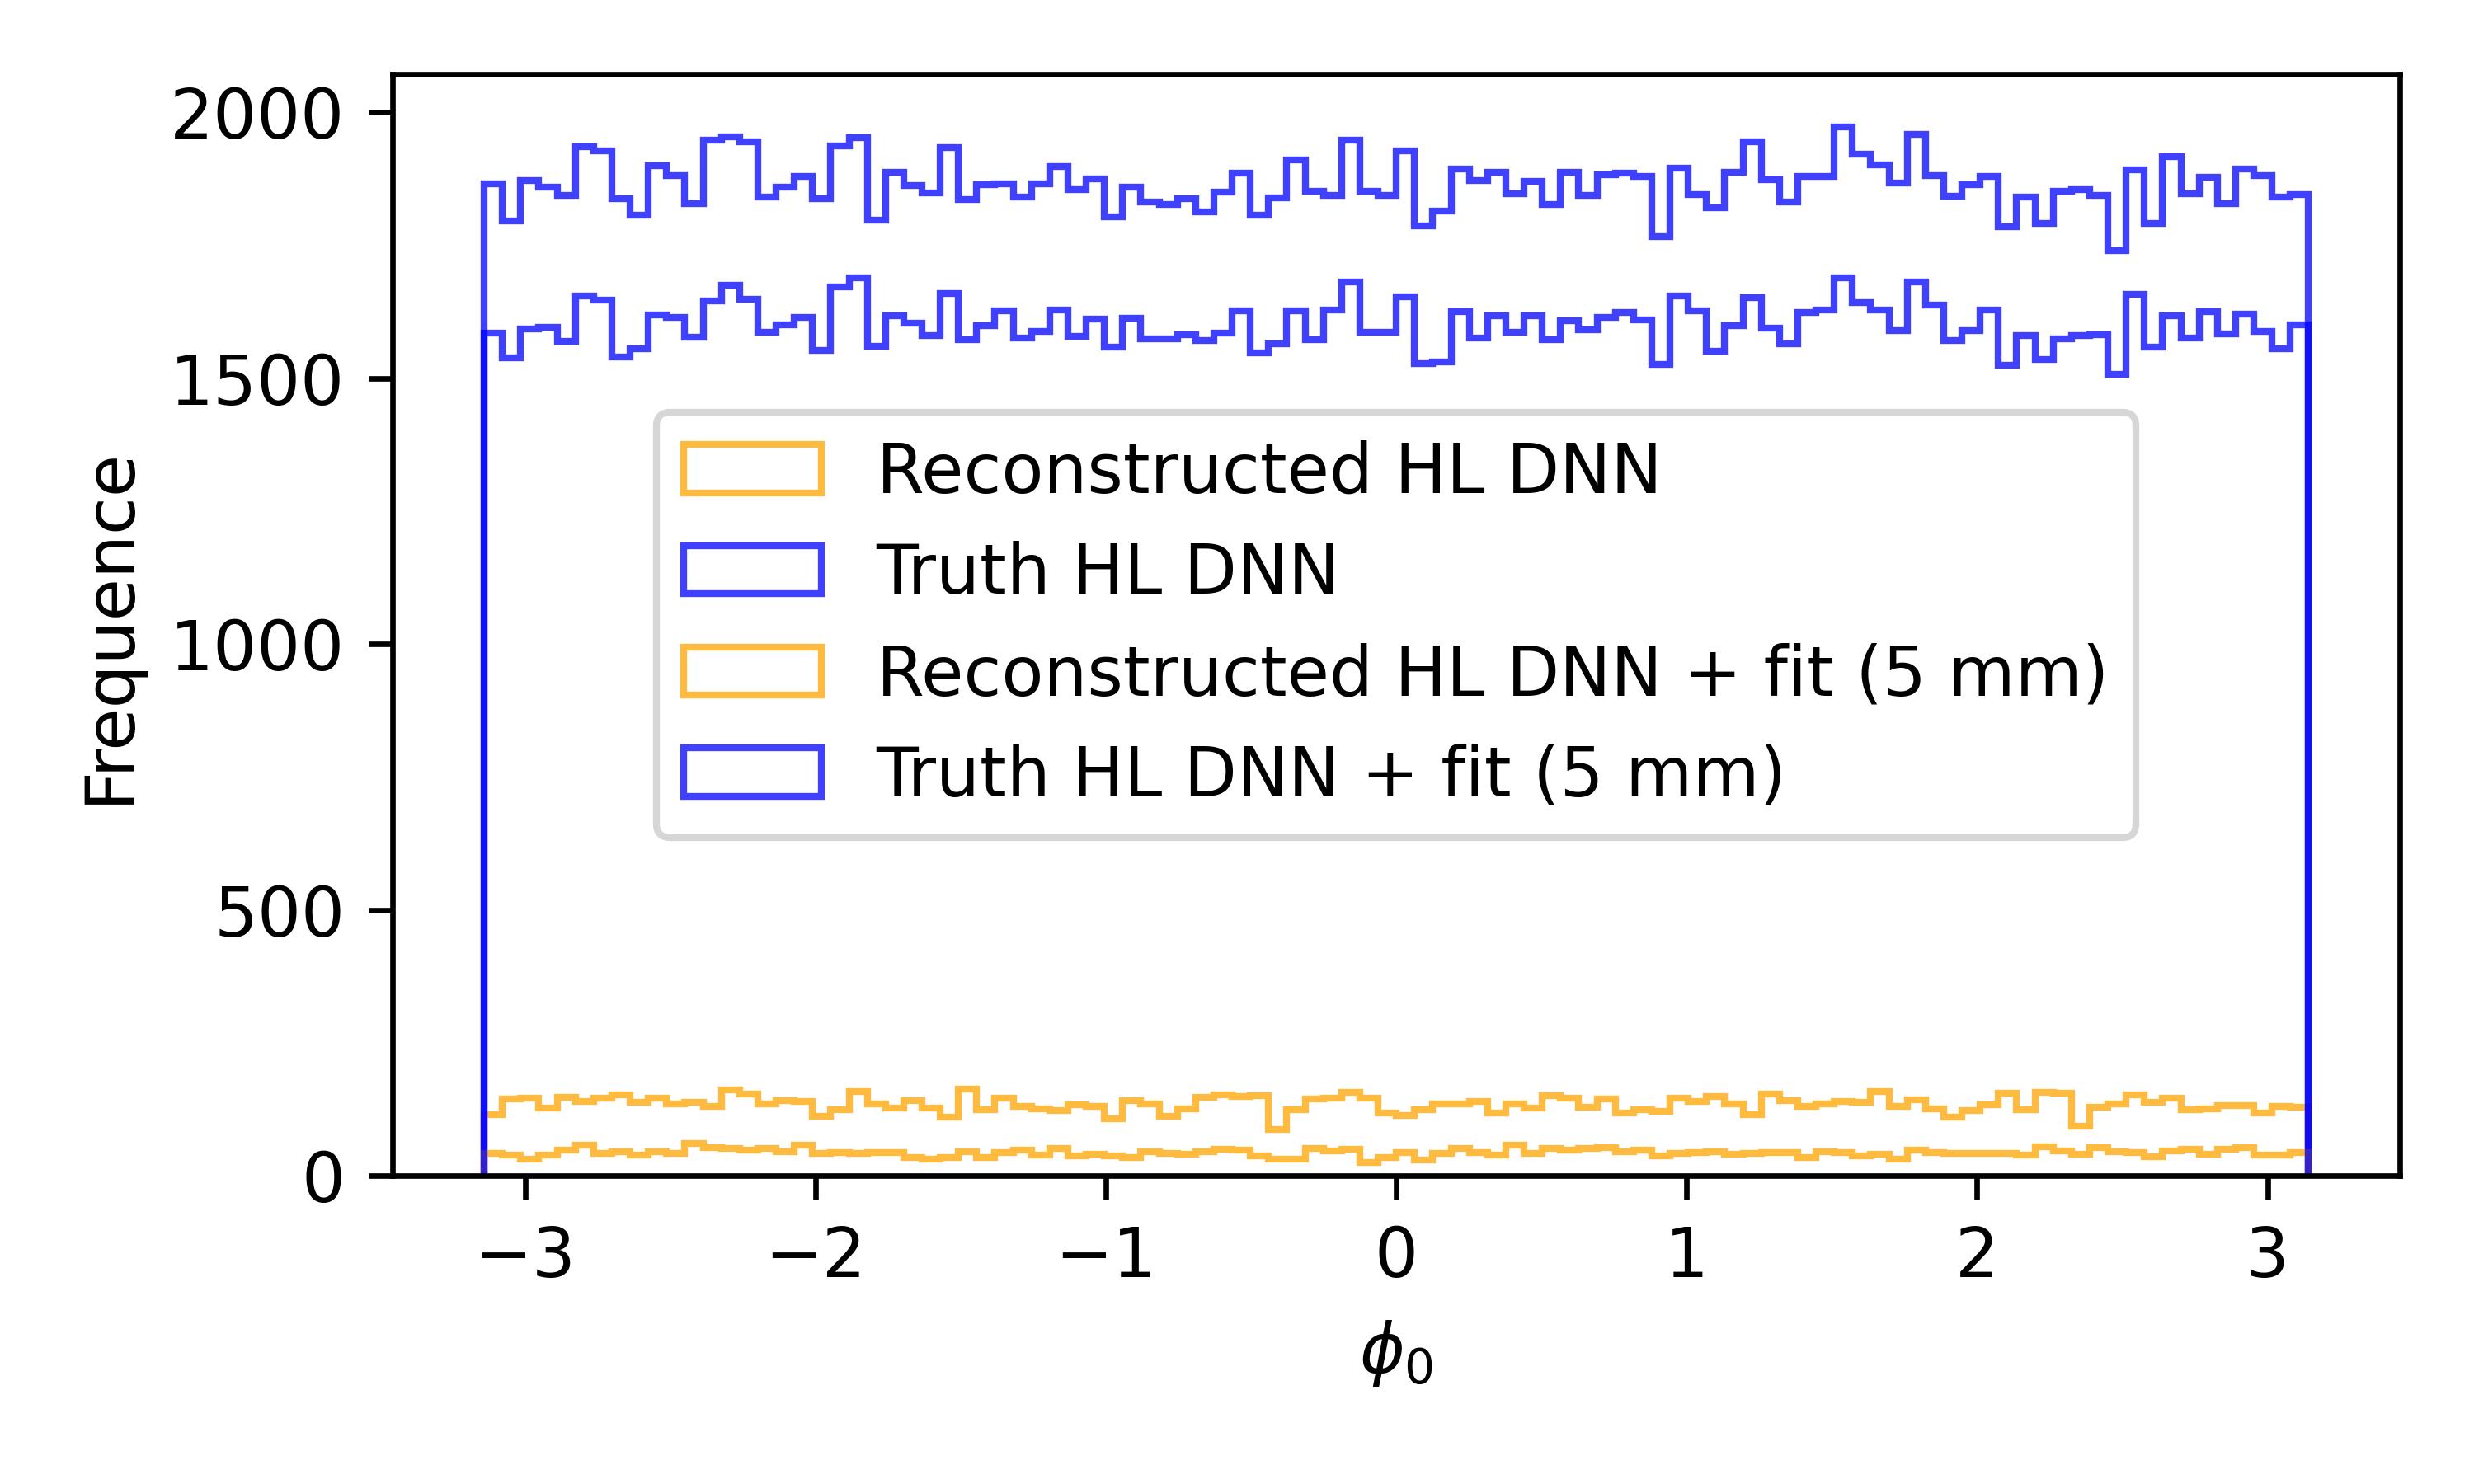 2000
1500
1000
500
0
Frequence
Reconstructed HL DNN
Truth HL DNN
Reconstructed HL DNN + fit (5 mm)
Truth HL DNN + fit (5 mm)
−3 −2 −1 0 1 2 3
ϕ₀